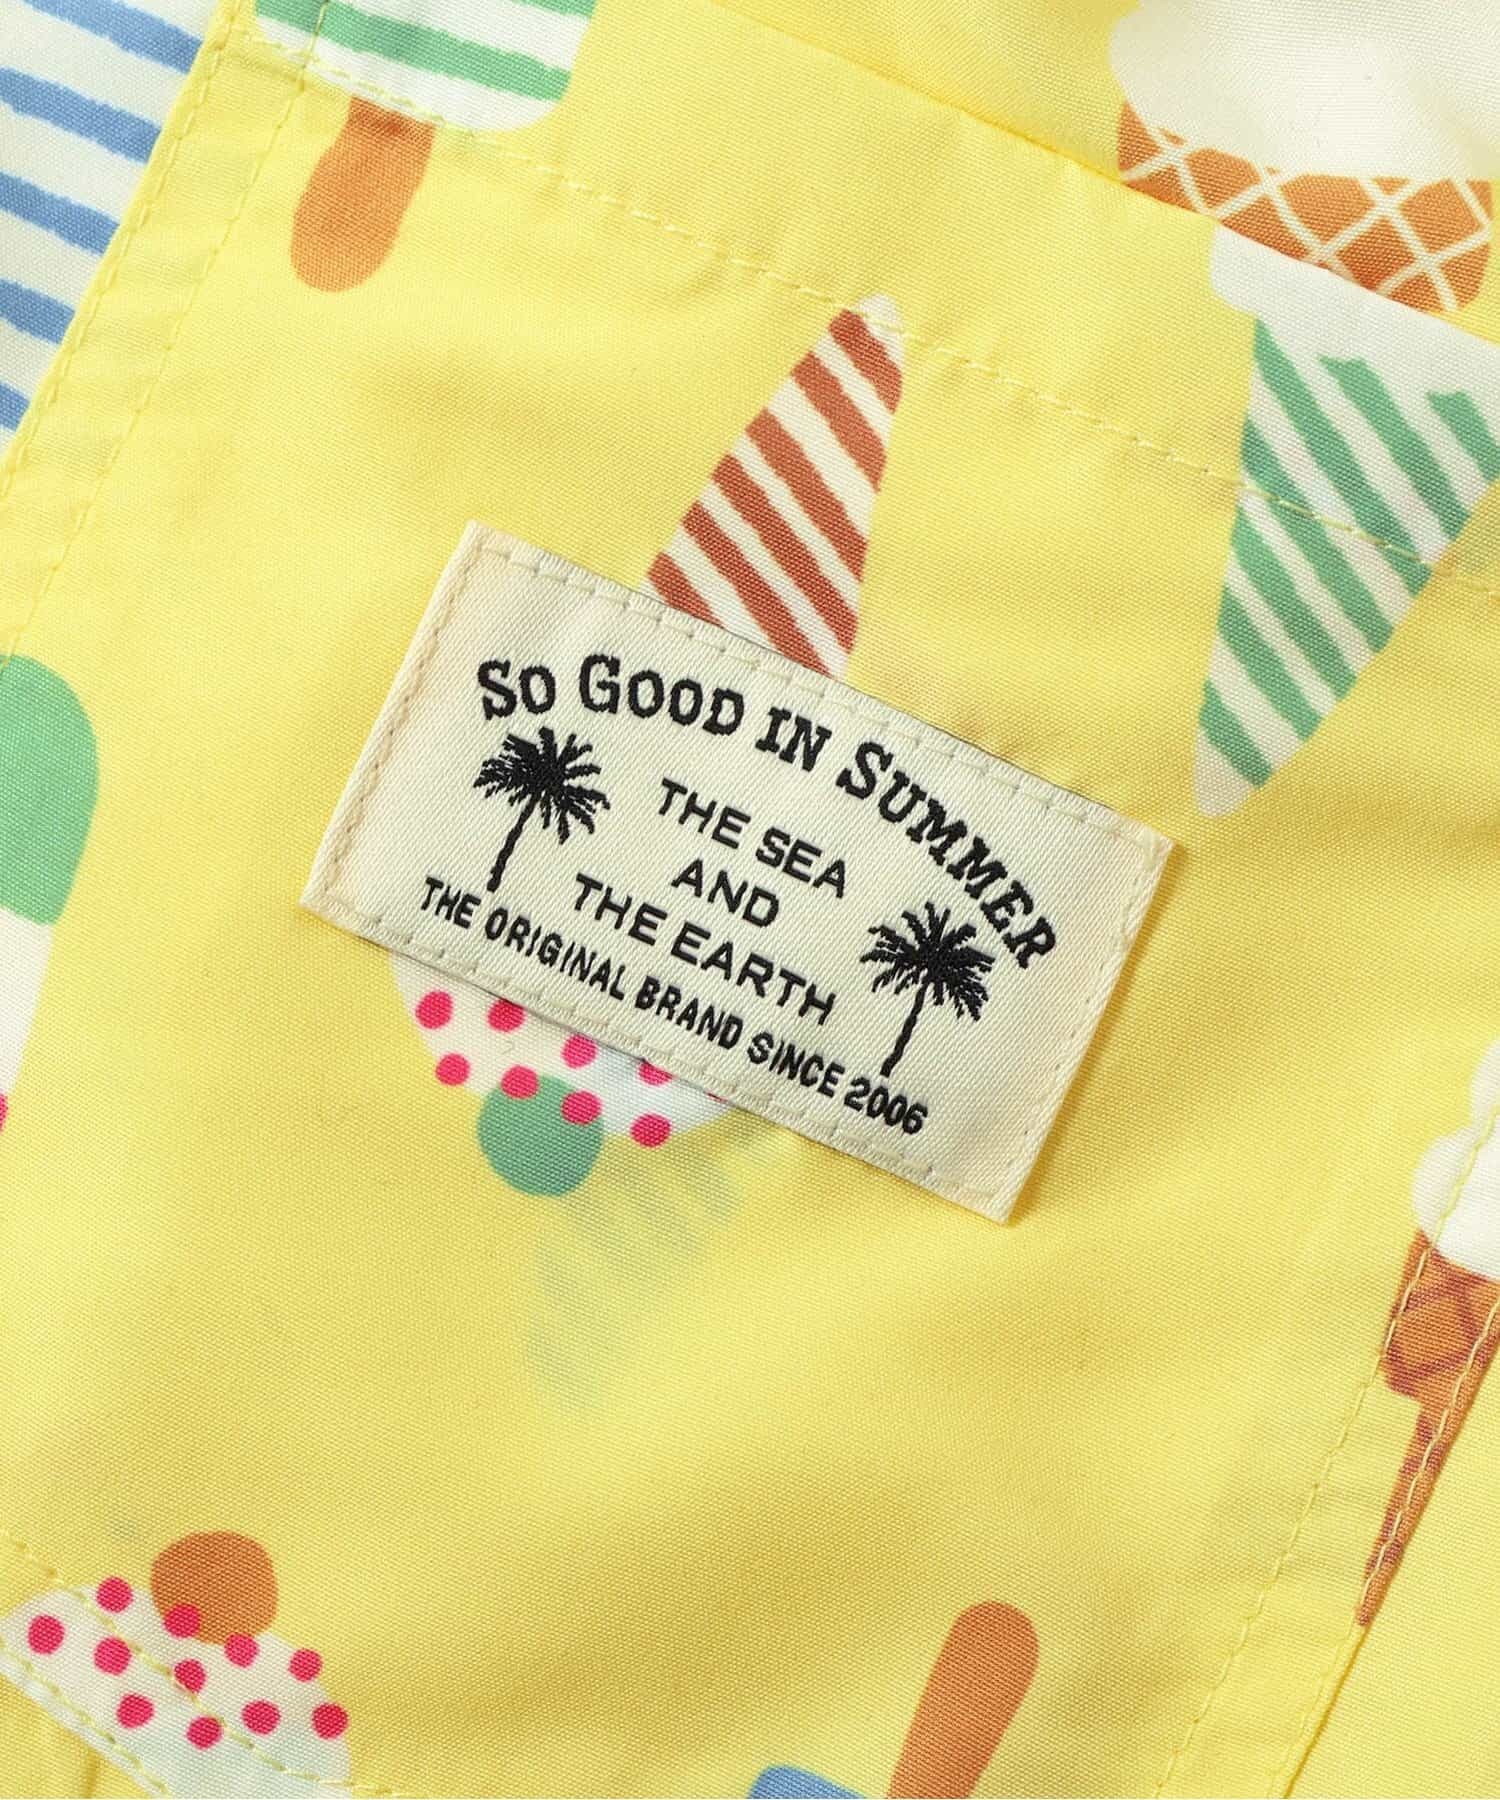 SO GOOD IN SUMMER
THE SEA
AND
THE EARTH
THE ORIGINAL BRAND SINCE 2006